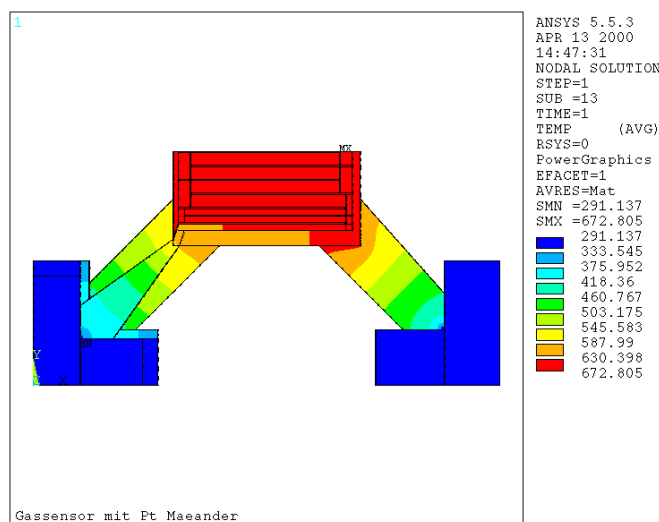 1
ANSYS 5.5.3
APR 13 2000
14:47:31
NODAL SOLUTION
STEP=1
SUB =13
TIME=1
TEMP (AVG)
RSYS=0
PowerGraphics
EFACET=1
AVRES=Mat
SMN =291.137
SMX =672.805
291.137
333.545
375.952
418.36
460.767
503.175
545.583
587.99
630.398
672.805
MX
Y
X
Gassensor mit Pt Maeander